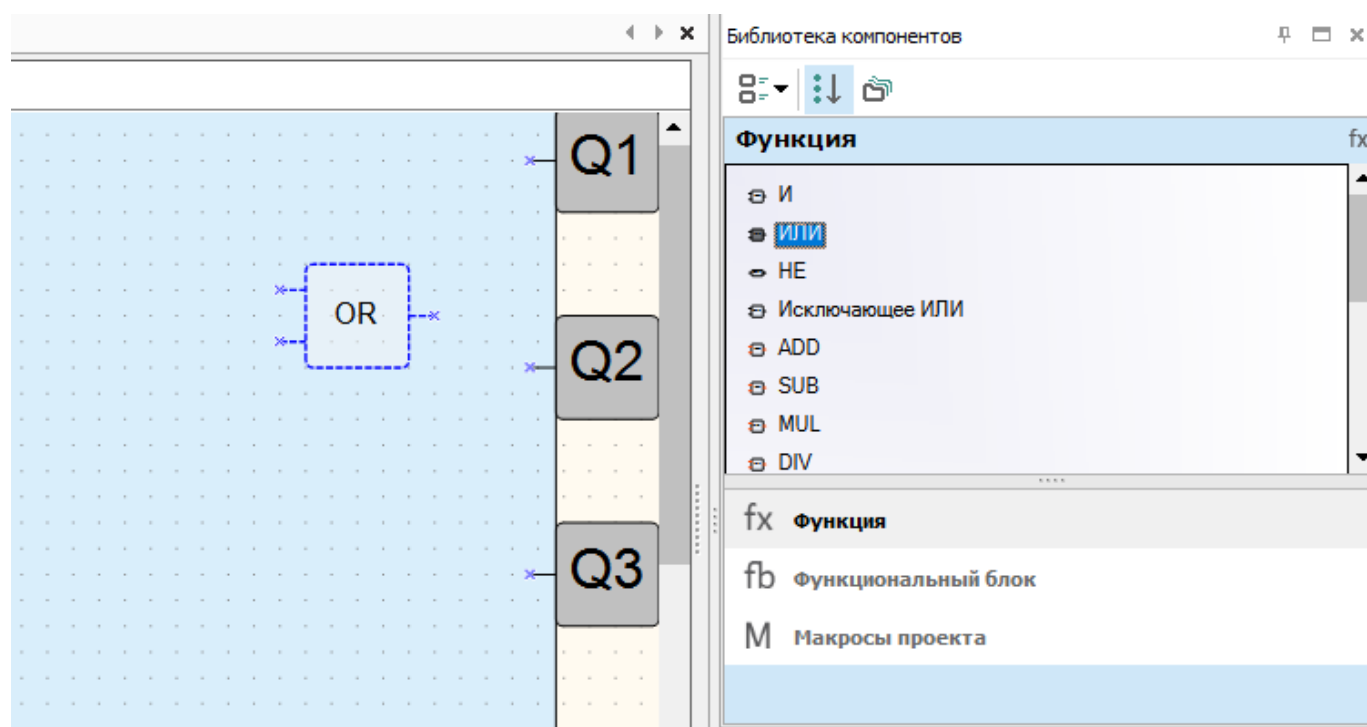 Библиотека компонентов
Функция fx
И
ИЛИ
НЕ
Исключающее ИЛИ
ADD
SUB
MUL
DIV
fx Функция
fb Функциональный блок
M Макросы проекта
Q1
OR
Q2
Q3